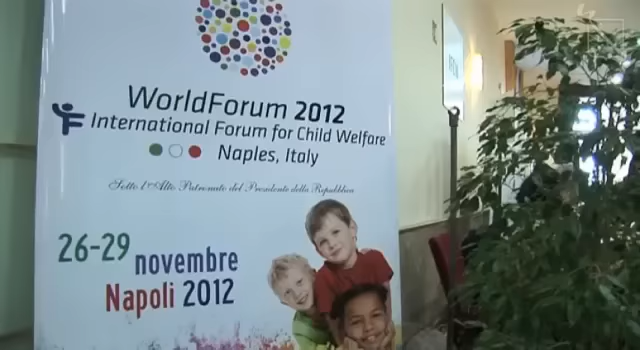 WorldForum 2012
International Forum for Child Welfare
Naples, Italy
Sotto l'Alto Patronato del Presidente della Repubblica
26-29 novembre
Napoli 2012